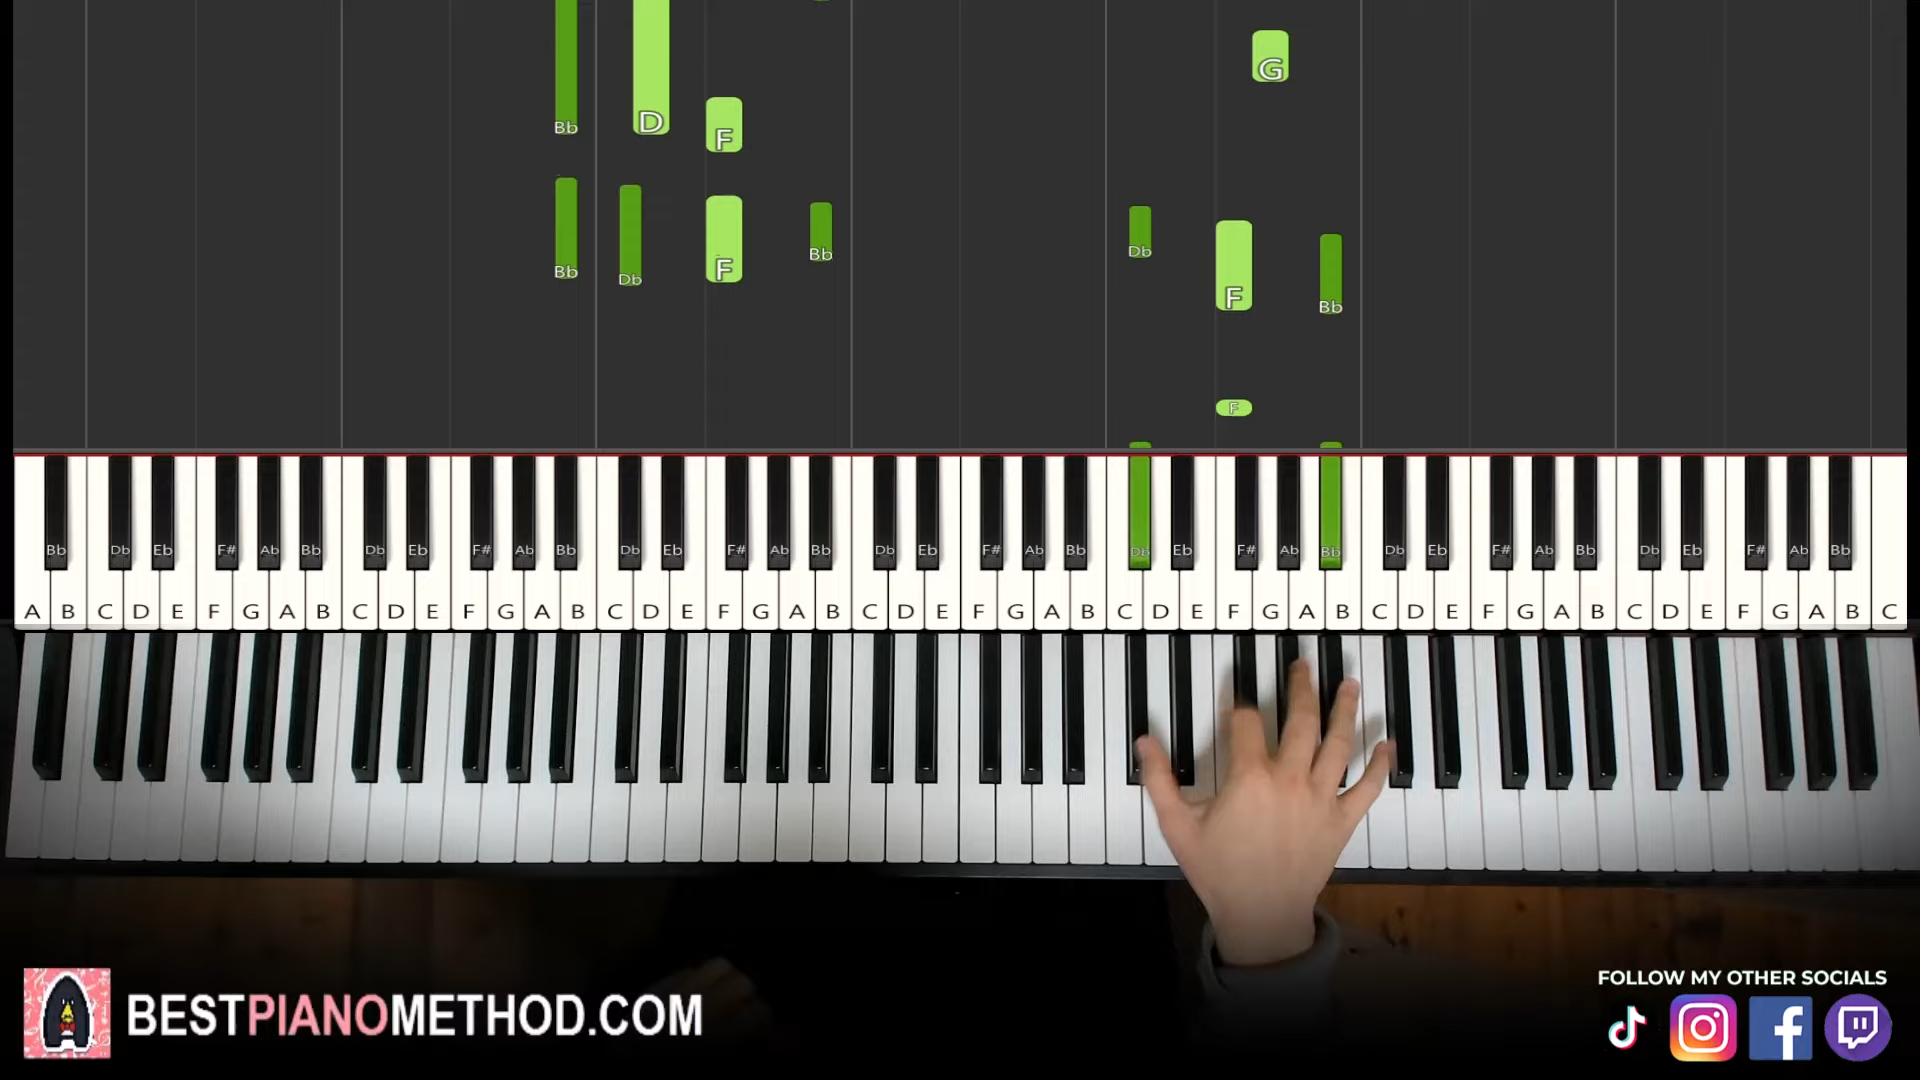 G
Bb D F
Bb Db F Bb Db F Bb
F
Bb Db Eb F# Ab Bb Db Eb F# Ab Bb Db Eb F# Ab Bb Db Eb F# Ab Bb Db Eb F# Ab Bb Db Eb F# Ab Bb Db Eb F# Ab Bb
A B C D E F G A B C D E F G A B C D E F G A B C D E F G A B C D E F G A B C D E F G A B C D E F G A B C
FOLLOW MY OTHER SOCIALS
BESTPIANOMETHOD.COM